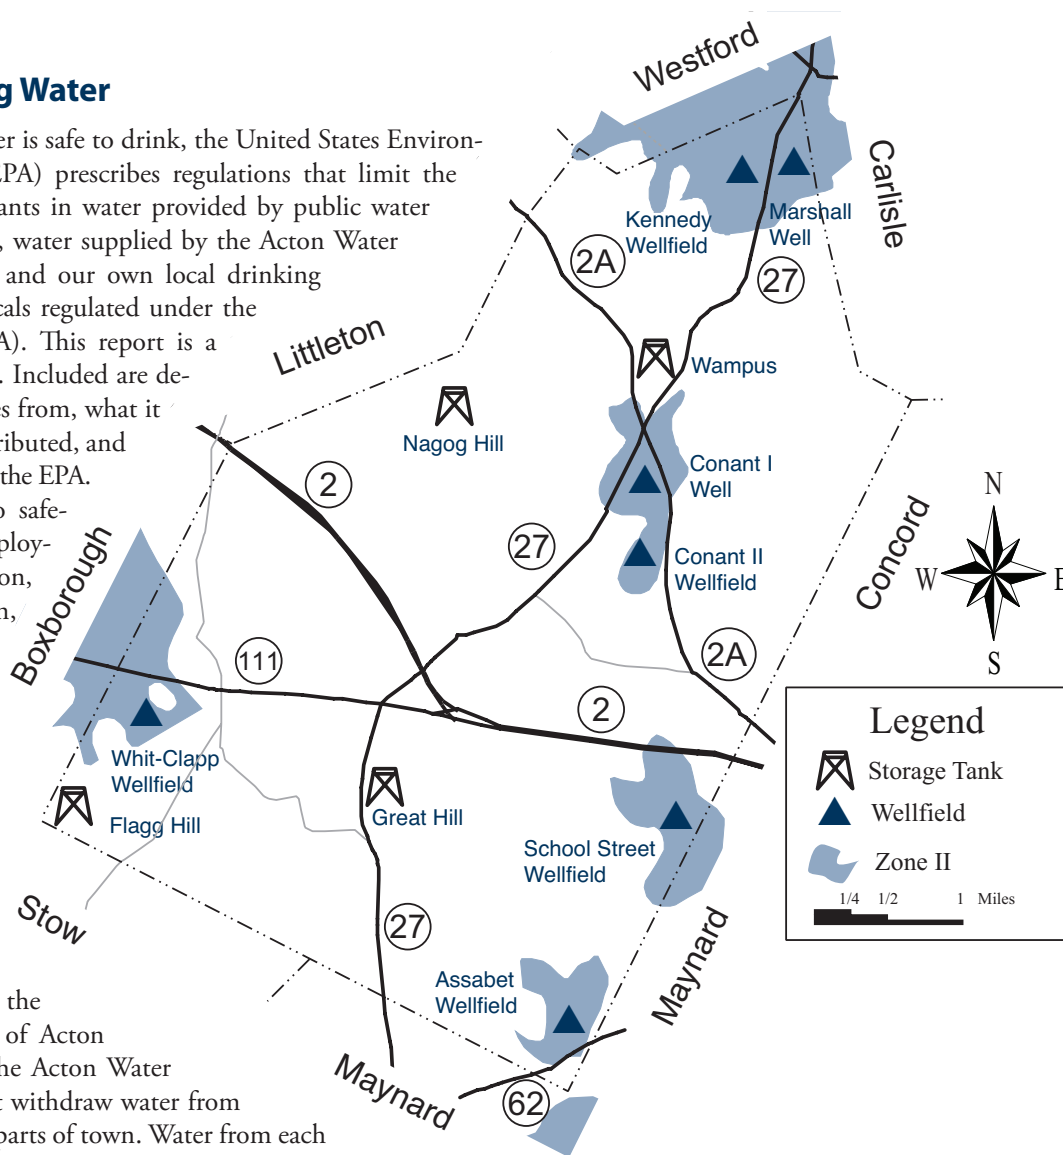 g Water
er is safe to drink, the United States Environ-
EPA) prescribes regulations that limit the
ants in water provided by public water
, water supplied by the Acton Water
and our own local drinking
cals regulated under the
A). This report is a
. Included are de-
es from, what it
ributed, and
the EPA.
o safe-
ploy-
on,
n,
the
of Acton
he Acton Water
t withdraw water from
parts of town. Water from each
Westford
Carlisle
Kennedy
Wellfield
Marshall
Well
2A
27
Littleton
Wampus
Nagog Hill
Conant I
Well
2
27
Conant II
Wellfield
Concord
N
W
E
S
Boxborough
111
2A
2
Whit-Clapp
Wellfield
Flagg Hill
Great Hill
School Street
Wellfield
Stow
27
Assabet
Wellfield
Maynard
Maynard
62
Legend
Storage Tank
Wellfield
Zone II
1/4 1/2 1 Miles